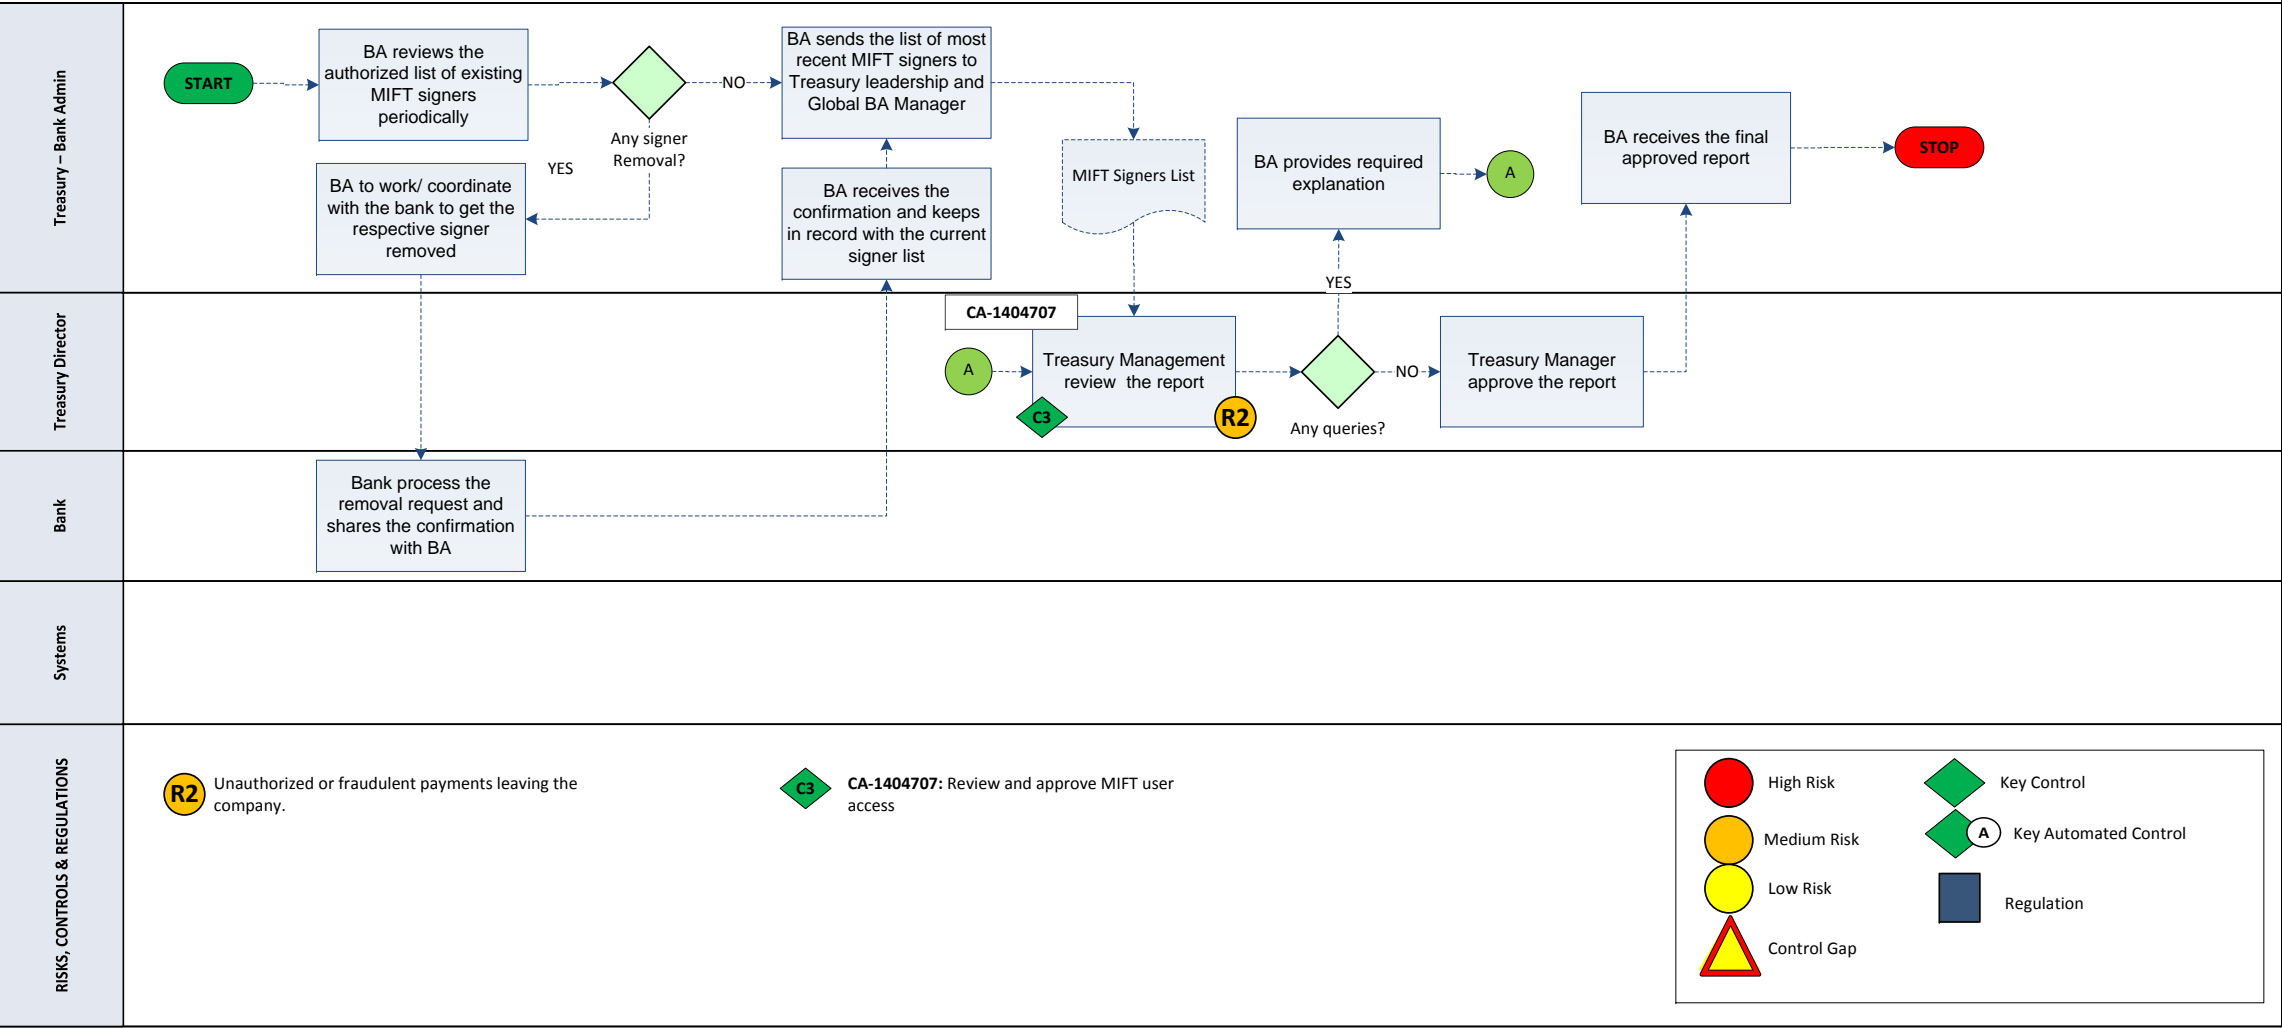 Treasury – Bank Admin
START
BA reviews the
authorized list of existing
MIFT signers
periodically
Any signer
Removal?
NO
YES
BA to work/ coordinate
with the bank to get the
respective signer
removed
BA sends the list of most
recent MIFT signers to
Treasury leadership and
Global BA Manager
BA receives the
confirmation and keeps
in record with the current
signer list
MIFT Signers List
BA provides required
explanation
A
YES
BA receives the final
approved report
STOP
Treasury Director
CA-1404707
A
Treasury Management
review  the report
C3
R2
Any queries?
NO
Treasury Manager
approve the report
Bank
Bank process the
removal request and
shares the confirmation
with BA
Systems
RISKS, CONTROLS & REGULATIONS
R2
Unauthorized or fraudulent payments leaving the
company.
C3
CA-1404707: Review and approve MIFT user
access
High Risk
Medium Risk
Low Risk
Control Gap
Key Control
A
Key Automated Control
Regulation